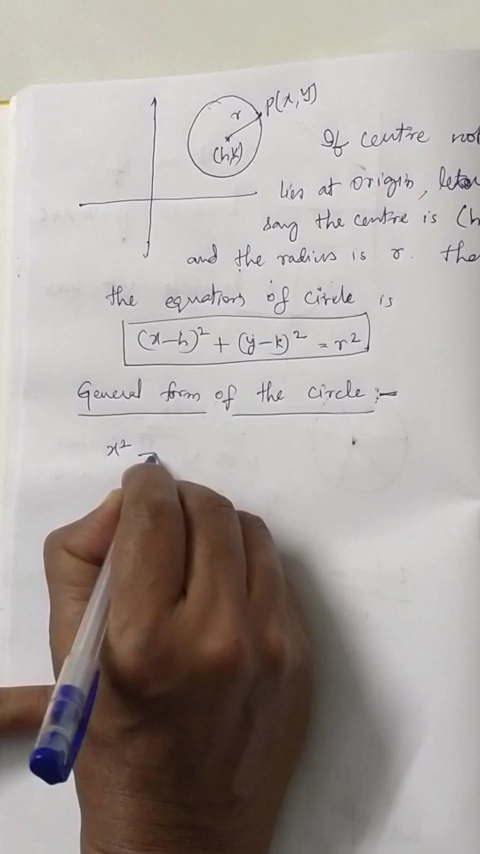 P(x,y)
r
(h,k)
If centre not
lies at origin, let
say the centre is (h
and the radius is r. the
the equation of circle is
(x-h)² + (y-k)² = r²
General form of the circle :-
x²